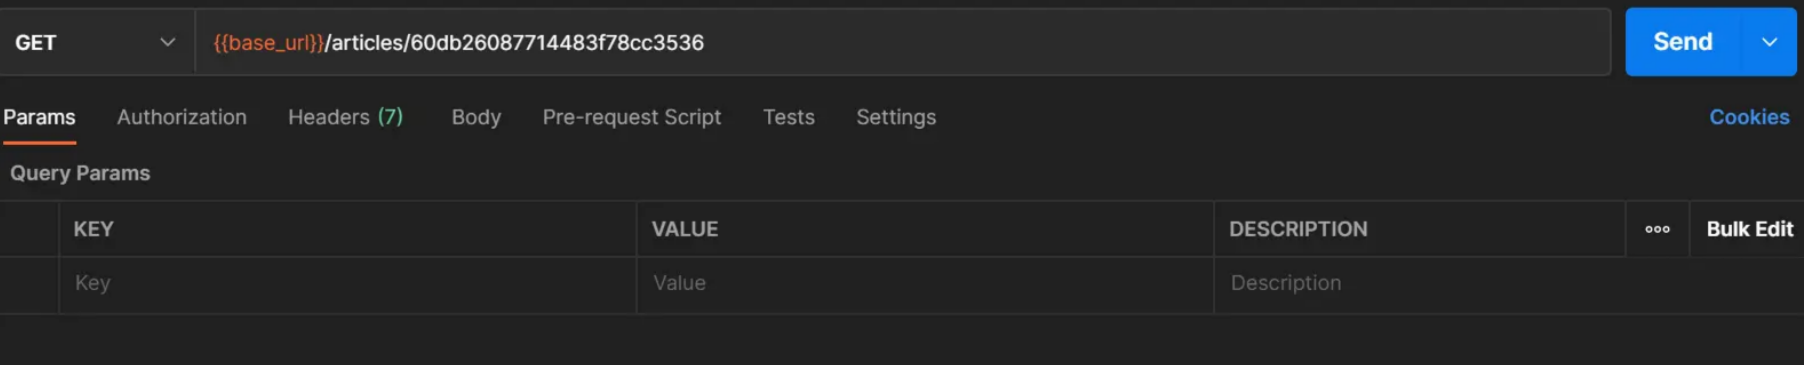 GET {{base_url}}/articles/60db26087714483f78cc3536 Send
Params Authorization Headers (7) Body Pre-request Script Tests Settings Cookies
Query Params
KEY VALUE DESCRIPTION ooo Bulk Edit
Key Value Description